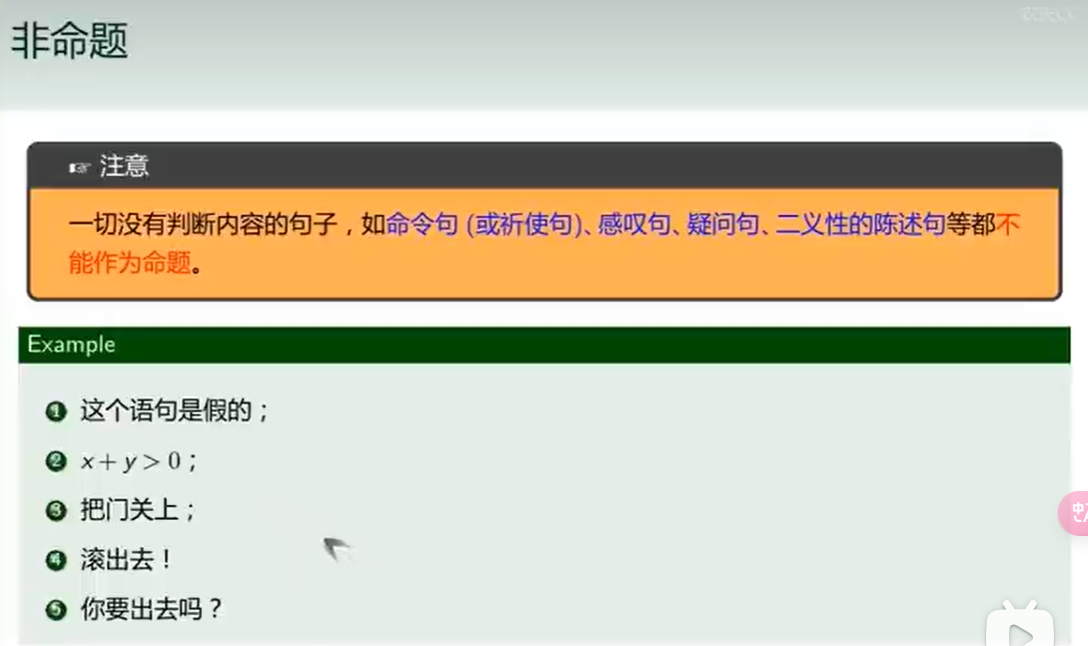 非命题
☞ 注意
一切没有判断内容的句子，如命令句 (或祈使句)、感叹句、疑问句、二义性的陈述句等都不
能作为命题。
Example
1 这个语句是假的；
2 x + y > 0；
3 把门关上；
4 滚出去！
5 你要出去吗？